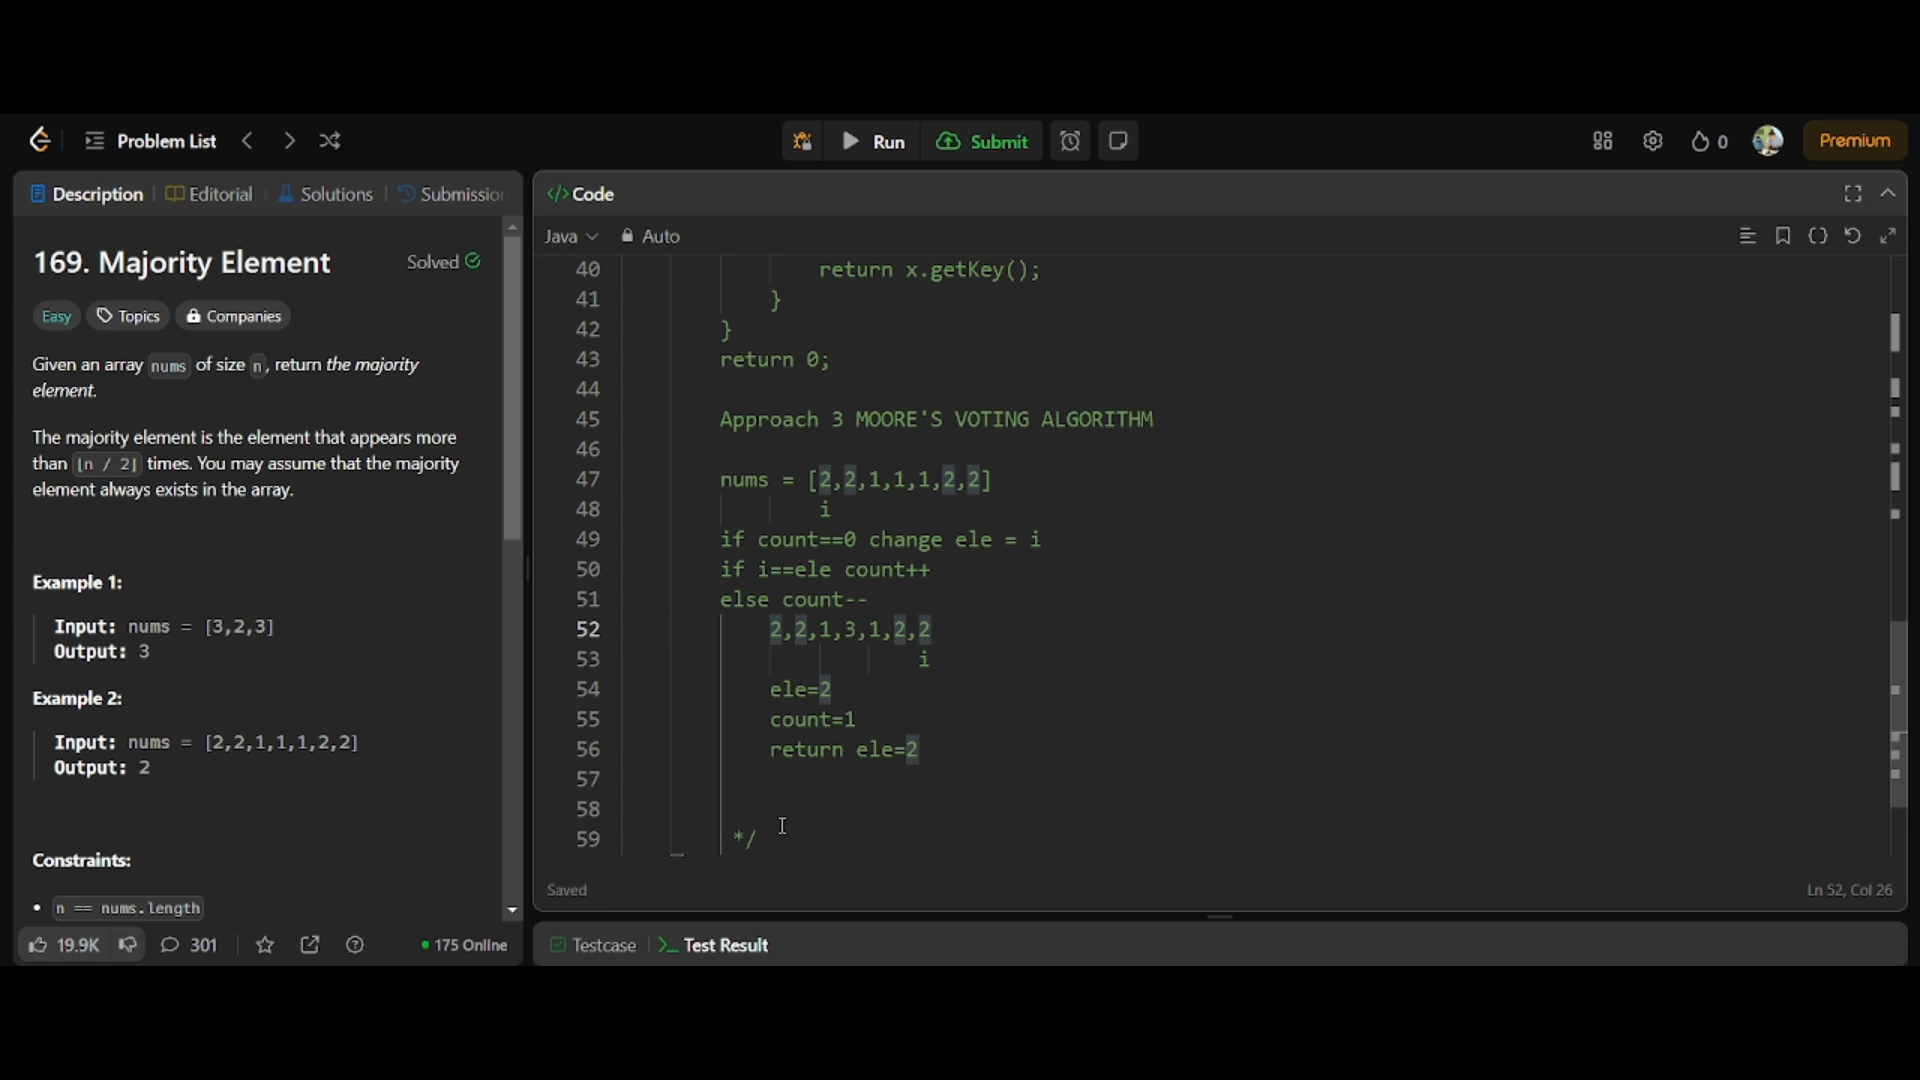 Problem List
Run
Submit
0
Premium
Description
Editorial
Solutions
Submission
169. Majority Element
Solved
Easy
Topics
Companies
Given an array nums of size n, return the majority
element.
The majority element is the element that appears more
than ⌊n / 2⌋ times. You may assume that the majority
element always exists in the array.
Example 1:
Input: nums = [3,2,3]
Output: 3
Example 2:
Input: nums = [2,2,1,1,1,2,2]
Output: 2
Constraints:
• n == nums.length
19.9K
301
175 Online
</> Code
Java
Auto
40 return x.getKey();
41 }
42 }
43 return 0;
44
45 Approach 3 MOORE'S VOTING ALGORITHM
46
47 nums = [2,2,1,1,1,2,2]
48 i
49 if count==0 change ele = i
50 if i==ele count++
51 else count--
52 2,2,1,3,1,2,2
53 i
54 ele=2
55 count=1
56 return ele=2
57
58
59 */
Saved
Ln 52, Col 26
Testcase
Test Result